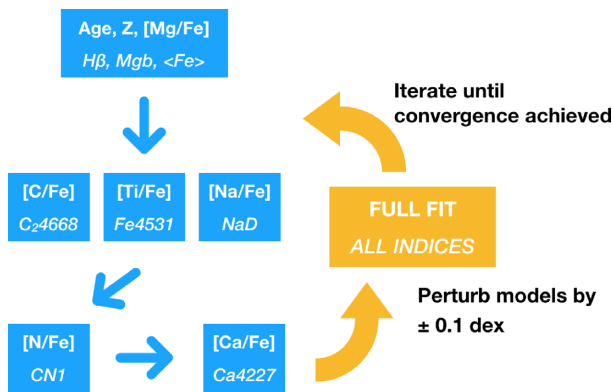 Age, Z, [Mg/Fe]
Hβ, Mgb, <Fe>
Iterate until
convergence achieved
[C/Fe]
C₂4668
[Ti/Fe]
Fe4531
[Na/Fe]
NaD
FULL FIT
ALL INDICES
Perturb models by
± 0.1 dex
[N/Fe]
CN1
[Ca/Fe]
Ca4227